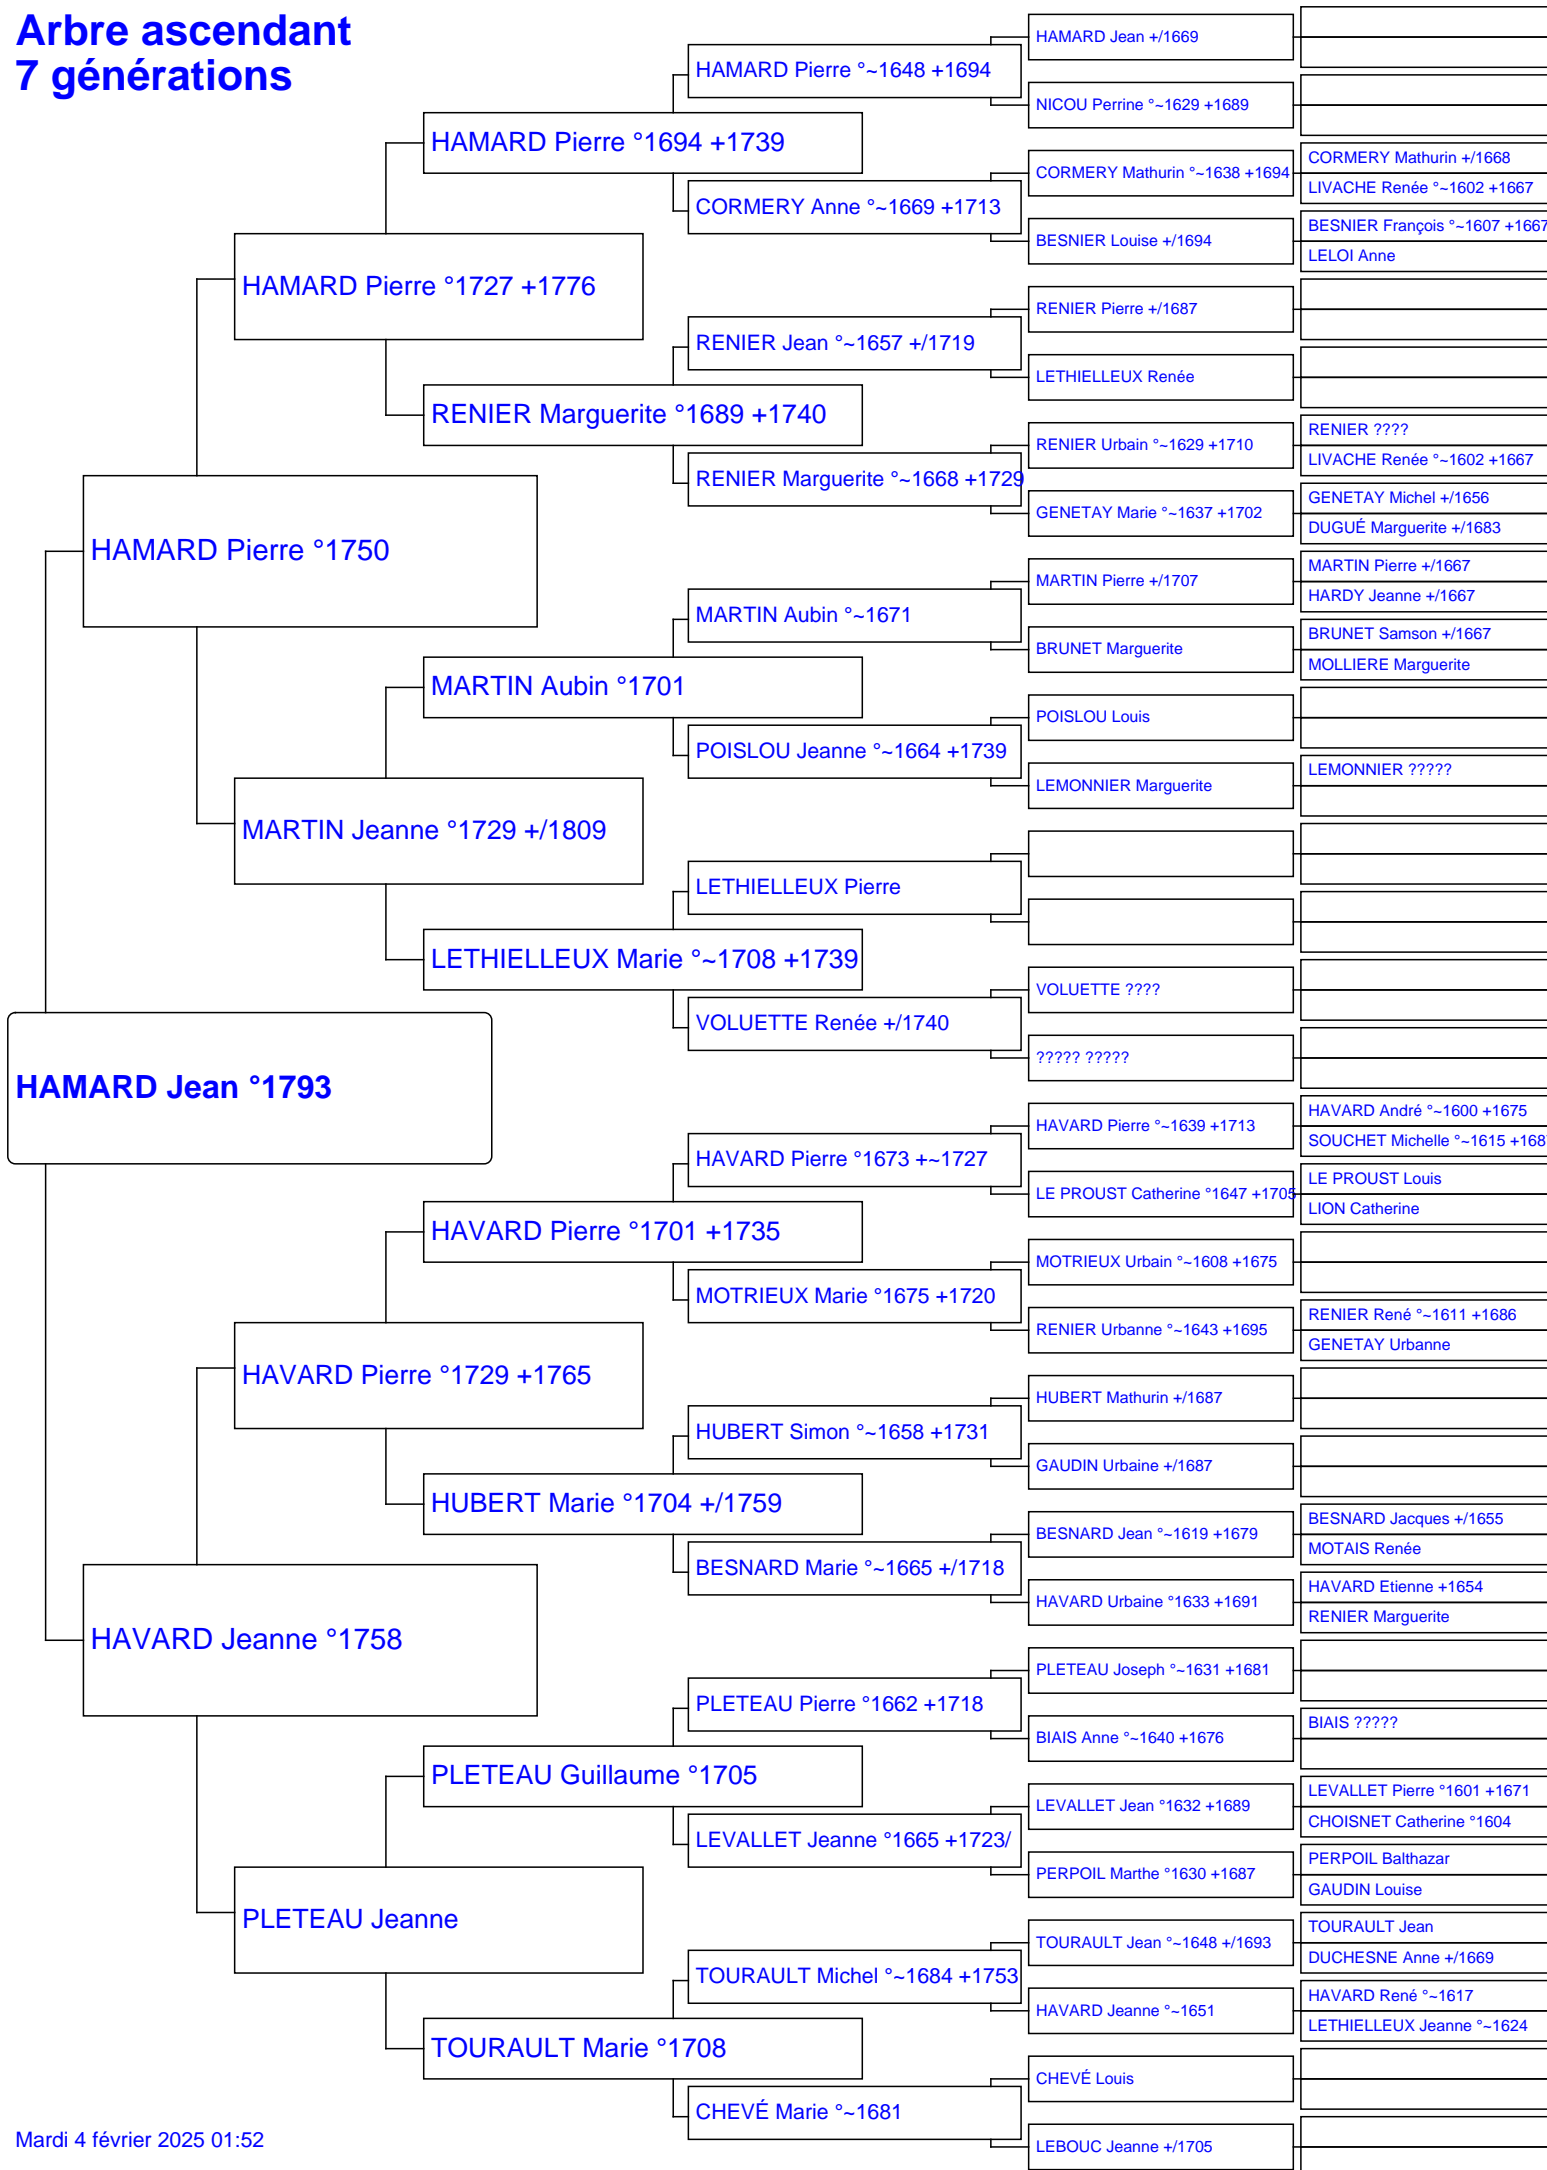 Arbre ascendant
7 générations
HAMARD Jean °1793
HAMARD Pierre °1750
HAVARD Jeanne °1758
HAMARD Pierre °1727 +1776
MARTIN Jeanne °1729 +/1809
HAVARD Pierre °1729 +1765
PLETEAU Jeanne
HAMARD Pierre °1694 +1739
RENIER Marguerite °1689 +1740
MARTIN Aubin °1701
LETHIELLEUX Marie °~1708 +1739
HAVARD Pierre °1701 +1735
HUBERT Marie °1704 +/1759
PLETEAU Guillaume °1705
TOURAULT Marie °1708
HAMARD Pierre °~1648 +1694
CORMERY Anne °~1669 +1713
RENIER Jean °~1657 +/1719
RENIER Marguerite °~1668 +1729
MARTIN Aubin °~1671
POISLOU Jeanne °~1664 +1739
LETHIELLEUX Pierre
VOLUETTE Renée +/1740
HAVARD Pierre °1673 +~1727
MOTRIEUX Marie °1675 +1720
HUBERT Simon °~1658 +1731
BESNARD Marie °~1665 +/1718
PLETEAU Pierre °1662 +1718
LEVALLET Jeanne °1665 +1723/
TOURAULT Michel °~1684 +1753
CHEVÉ Marie °~1681
HAMARD Jean +/1669
NICOU Perrine °~1629 +1689
CORMERY Mathurin °~1638 +1694
BESNIER Louise +/1694
RENIER Pierre +/1687
LETHIELLEUX Renée
RENIER Urbain °~1629 +1710
GENETAY Marie °~1637 +1702
MARTIN Pierre +/1707
BRUNET Marguerite
POISLOU Louis
LEMONNIER Marguerite
VOLUETTE ????
????? ?????
HAVARD Pierre °~1639 +1713
LE PROUST Catherine °1647 +1705
MOTRIEUX Urbain °~1608 +1675
RENIER Urbanne °~1643 +1695
HUBERT Mathurin +/1687
GAUDIN Urbaine +/1687
BESNARD Jean °~1619 +1679
HAVARD Urbaine °1633 +1691
PLETEAU Joseph °~1631 +1681
BIAIS Anne °~1640 +1676
LEVALLET Jean °1632 +1689
PERPOIL Marthe °1630 +1687
TOURAULT Jean °~1648 +/1693
HAVARD Jeanne °~1651
CHEVÉ Louis
LEBOUC Jeanne +/1705
CORMERY Mathurin +/1668
LIVACHE Renée °~1602 +1667
BESNIER François °~1607 +1667
LELOI Anne
RENIER ????
LIVACHE Renée °~1602 +1667
GENETAY Michel +/1656
DUGUÉ Marguerite +/1683
MARTIN Pierre +/1667
HARDY Jeanne +/1667
BRUNET Samson +/1667
MOLLIERE Marguerite
LEMONNIER ?????
HAVARD André °~1600 +1675
SOUCHET Michelle °~1615
LE PROUST Louis
LION Catherine
RENIER René °~1611 +1686
GENETAY Urbanne
BESNARD Jacques +/1655
MOTAIS Renée
HAVARD Etienne +1654
RENIER Marguerite
BIAIS ?????
LEVALLET Pierre °1601 +1671
CHOISNET Catherine °1604
PERPOIL Balthazar
GAUDIN Louise
TOURAULT Jean
DUCHESNE Anne +/1669
HAVARD René °~1617
LETHIELLEUX Jeanne °~1624
Mardi 4 février 2025 01:52